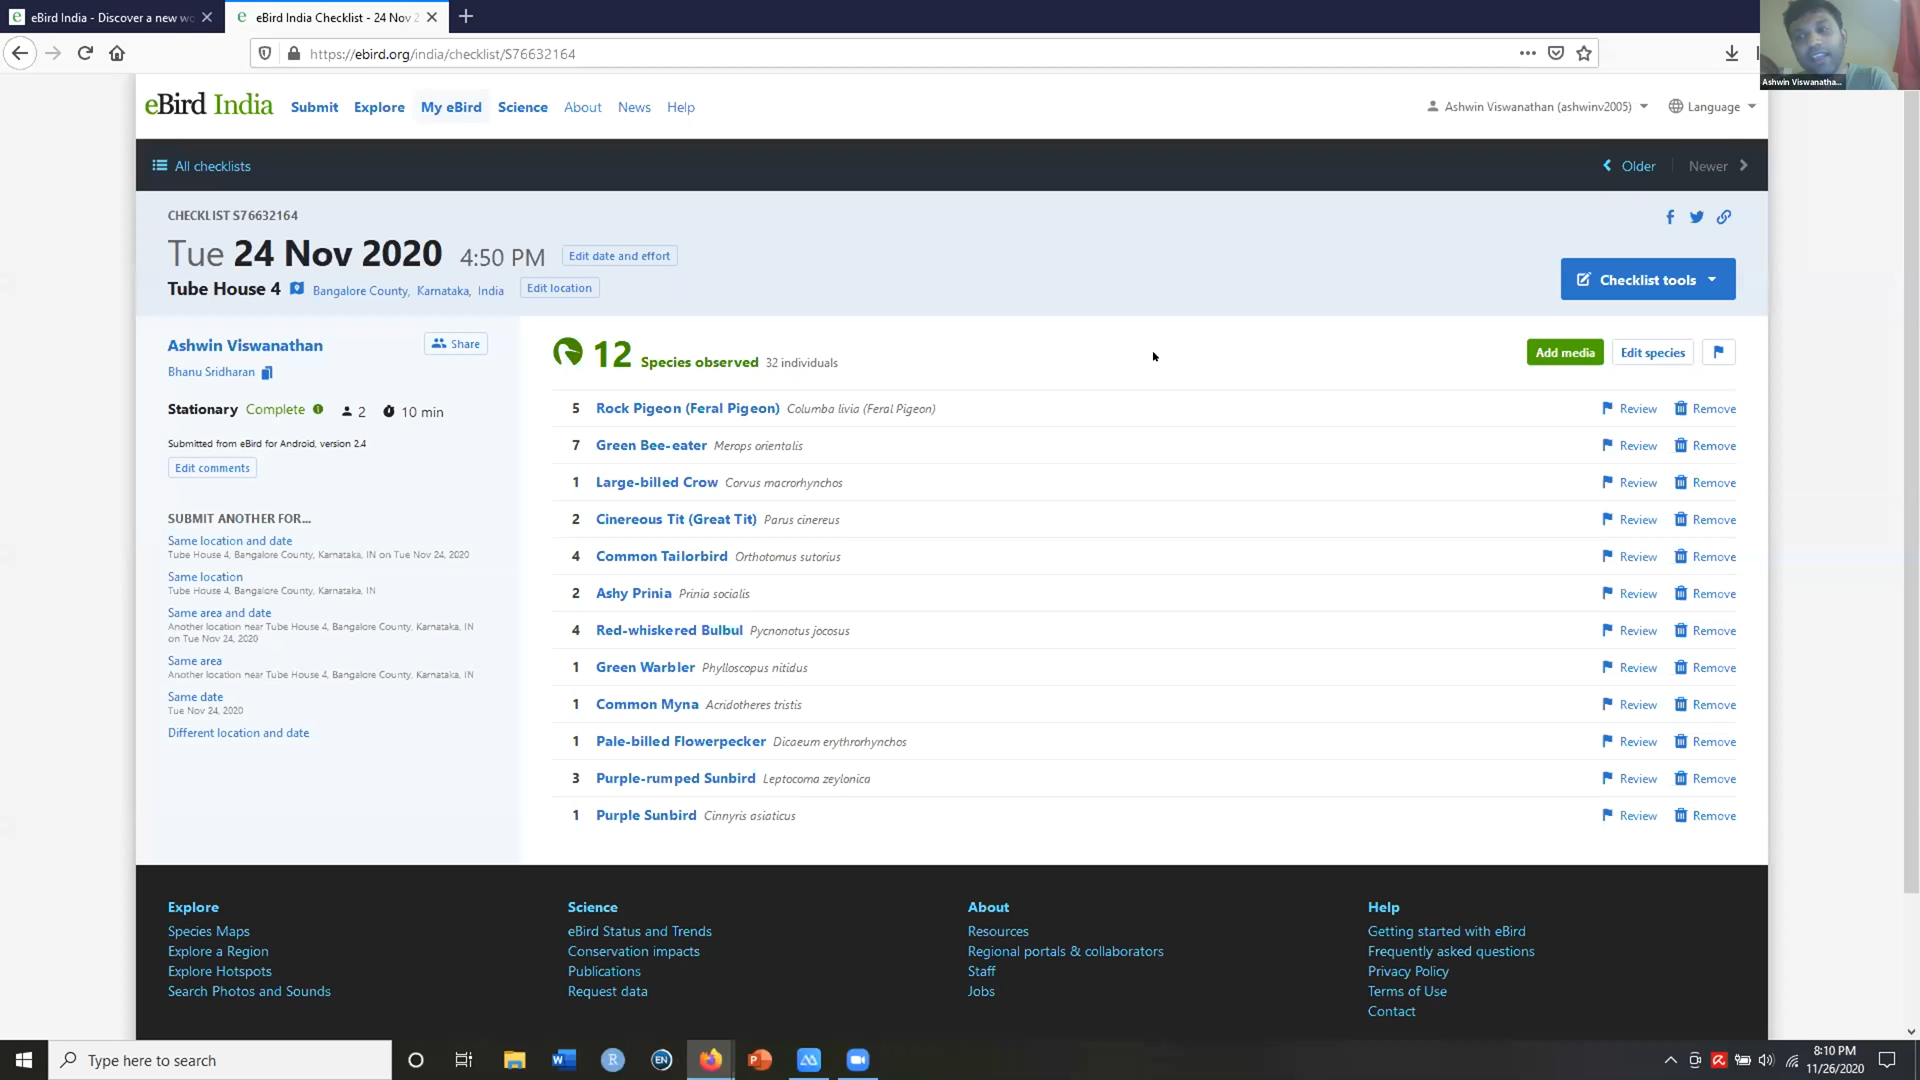 eBird India - Discover a new wo
eBird India Checklist - 24 Nov 2
https://ebird.org/india/checklist/S76632164
Ashwin Viswanatha...
eBird India Submit Explore My eBird Science About News Help
Ashwin Viswanathan (ashwinv2005) Language
All checklists
Older Newer
CHECKLIST S76632164
Tue 24 Nov 2020 4:50 PM Edit date and effort
Tube House 4 Bangalore County, Karnataka, India Edit location
Checklist tools
Ashwin Viswanathan Share
Bhanu Sridharan
Stationary Complete 2 10 min
Submitted from eBird for Android, version 2.4
Edit comments
SUBMIT ANOTHER FOR...
Same location and date
Tube House 4, Bangalore County, Karnataka, IN on Tue Nov 24, 2020
Same location
Tube House 4, Bangalore County, Karnataka, IN
Same area and date
Another location near Tube House 4, Bangalore County, Karnataka, IN
on Tue Nov 24, 2020
Same area
Another location near Tube House 4, Bangalore County, Karnataka, IN
Same date
Tue Nov 24, 2020
Different location and date
12 Species observed 32 individuals
Add media Edit species
5 Rock Pigeon (Feral Pigeon) Columba livia (Feral Pigeon) Review Remove
7 Green Bee-eater Merops orientalis Review Remove
1 Large-billed Crow Corvus macrorhynchos Review Remove
2 Cinereous Tit (Great Tit) Parus cinereus Review Remove
4 Common Tailorbird Orthotomus sutorius Review Remove
2 Ashy Prinia Prinia socialis Review Remove
4 Red-whiskered Bulbul Pycnonotus jocosus Review Remove
1 Green Warbler Phylloscopus nitidus Review Remove
1 Common Myna Acridotheres tristis Review Remove
1 Pale-billed Flowerpecker Dicaeum erythrorhynchos Review Remove
3 Purple-rumped Sunbird Leptocoma zeylonica Review Remove
1 Purple Sunbird Cinnyris asiaticus Review Remove
Explore
Species Maps
Explore a Region
Explore Hotspots
Search Photos and Sounds
Science
eBird Status and Trends
Conservation impacts
Publications
Request data
About
Resources
Regional portals & collaborators
Staff
Jobs
Help
Getting started with eBird
Frequently asked questions
Privacy Policy
Terms of Use
Contact
Type here to search
EN
8:10 PM
11/26/2020